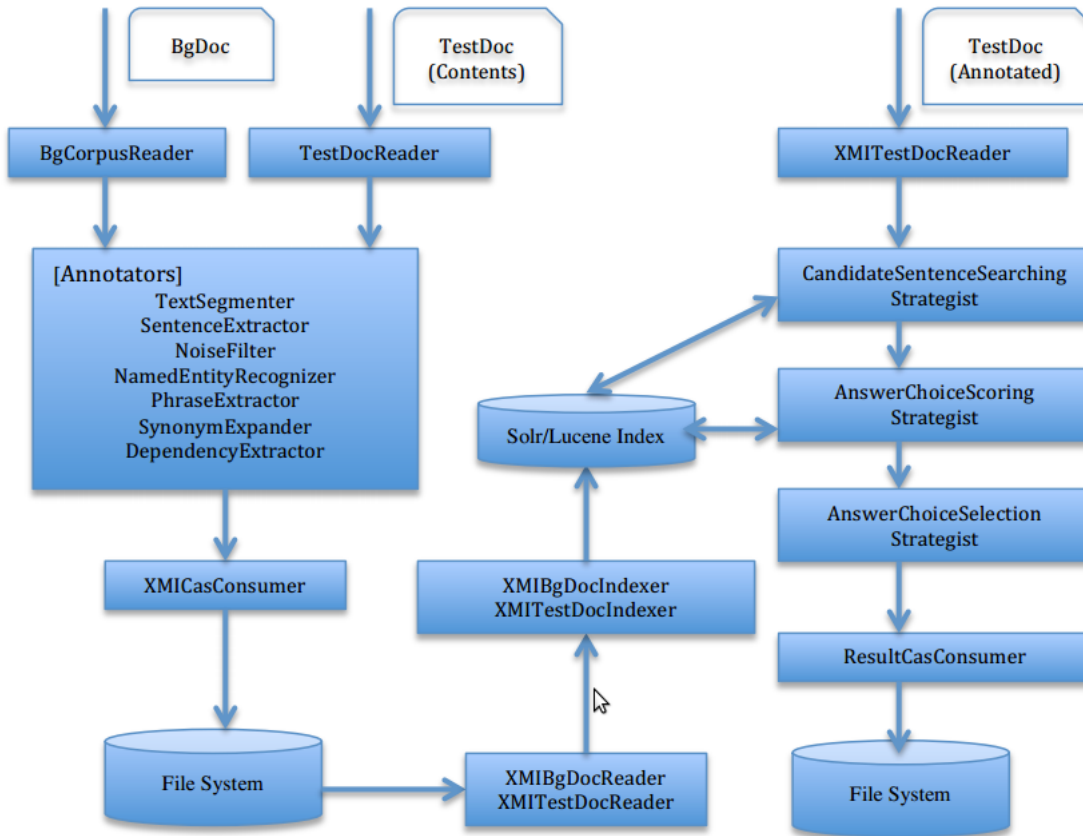 BgDoc
TestDoc
(Contents)
TestDoc
(Annotated)
BgCorpusReader
TestDocReader
XMITestDocReader
[Annotators]
TextSegmenter
SentenceExtractor
NoiseFilter
NamedEntityRecognizer
PhraseExtractor
SynonymExpander
DependencyExtractor
CandidateSentenceSearching
Strategist
AnswerChoiceScoring
Strategist
Solr/Lucene Index
AnswerChoiceSelection
Strategist
XMICasConsumer
XMIBgDocIndexer
XMITestDocIndexer
ResultCasConsumer
File System
XMIBgDocReader
XMITestDocReader
File System